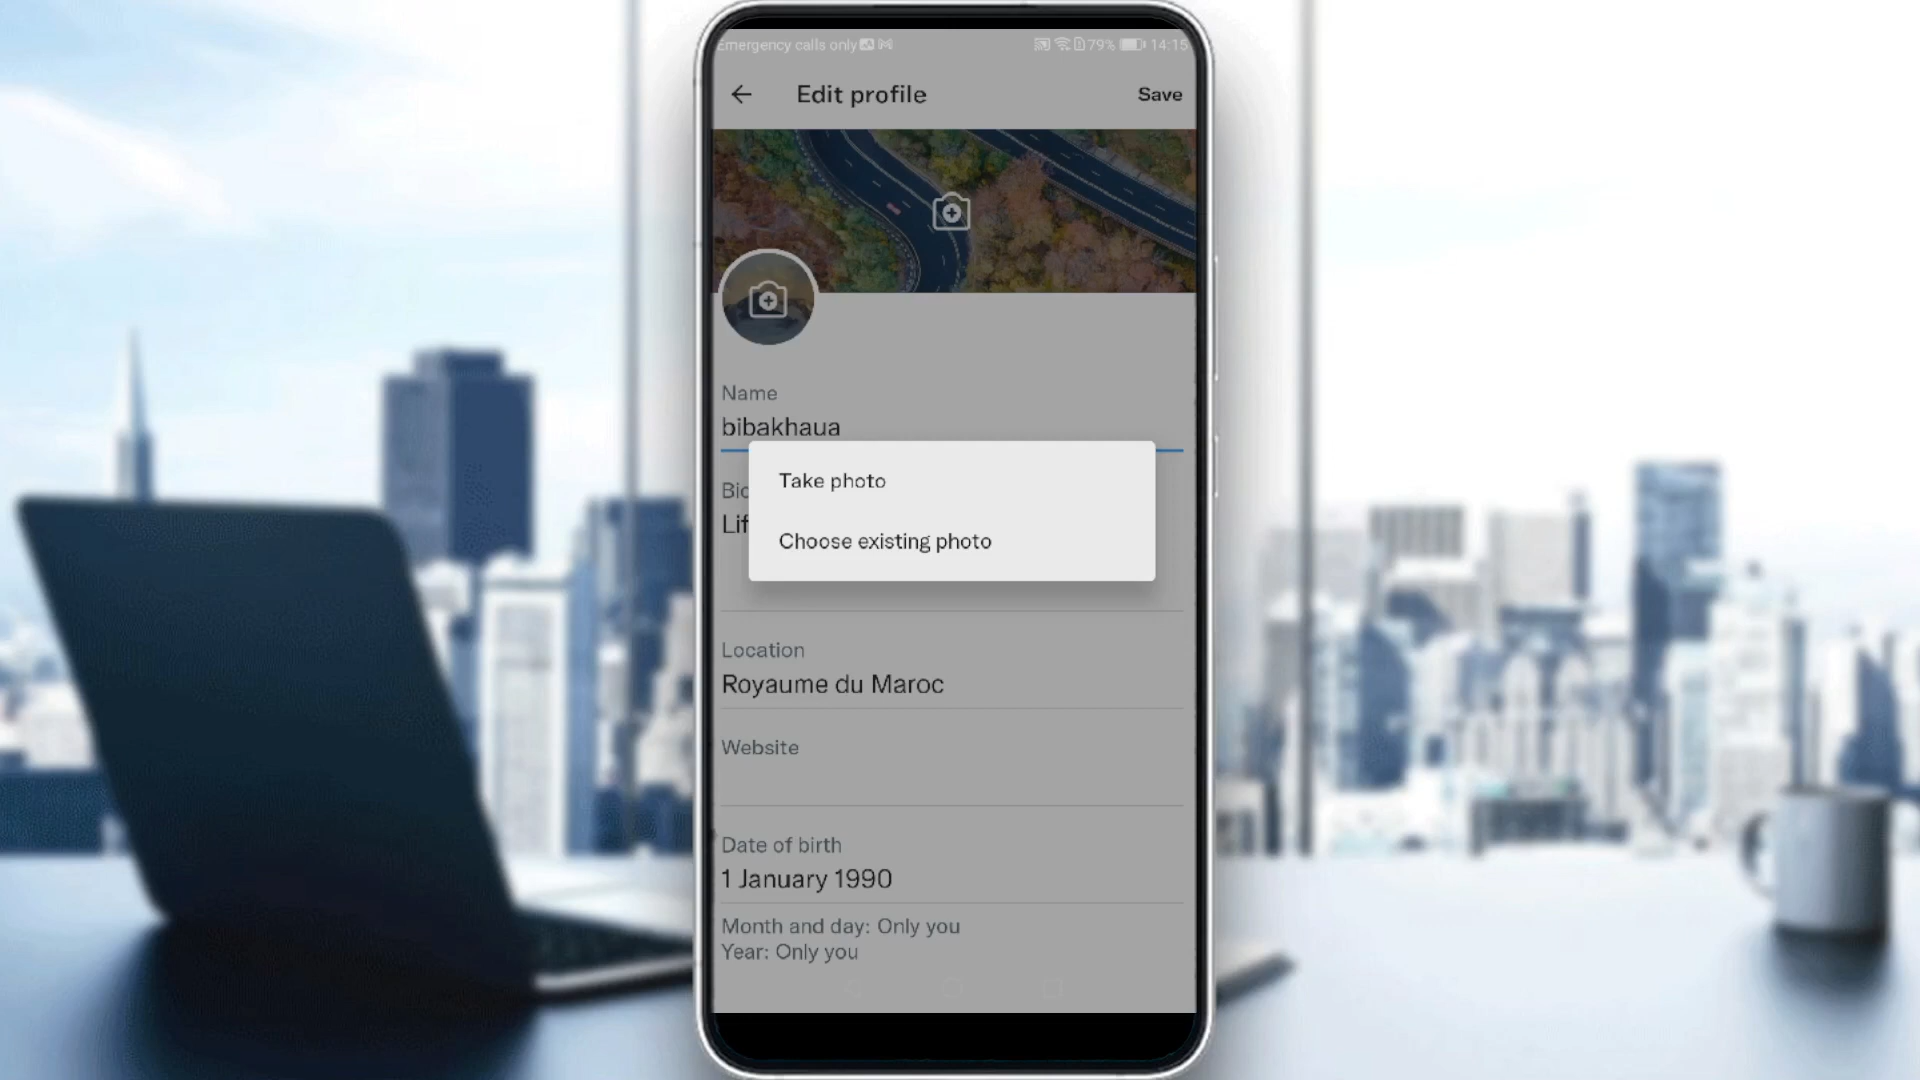 Emergency calls only
79% 14:15
Edit profile
Save
Name
bibakhaua
Take photo
Choose existing photo
Location
Royaume du Maroc
Website
Date of birth
1 January 1990
Month and day: Only you
Year: Only you